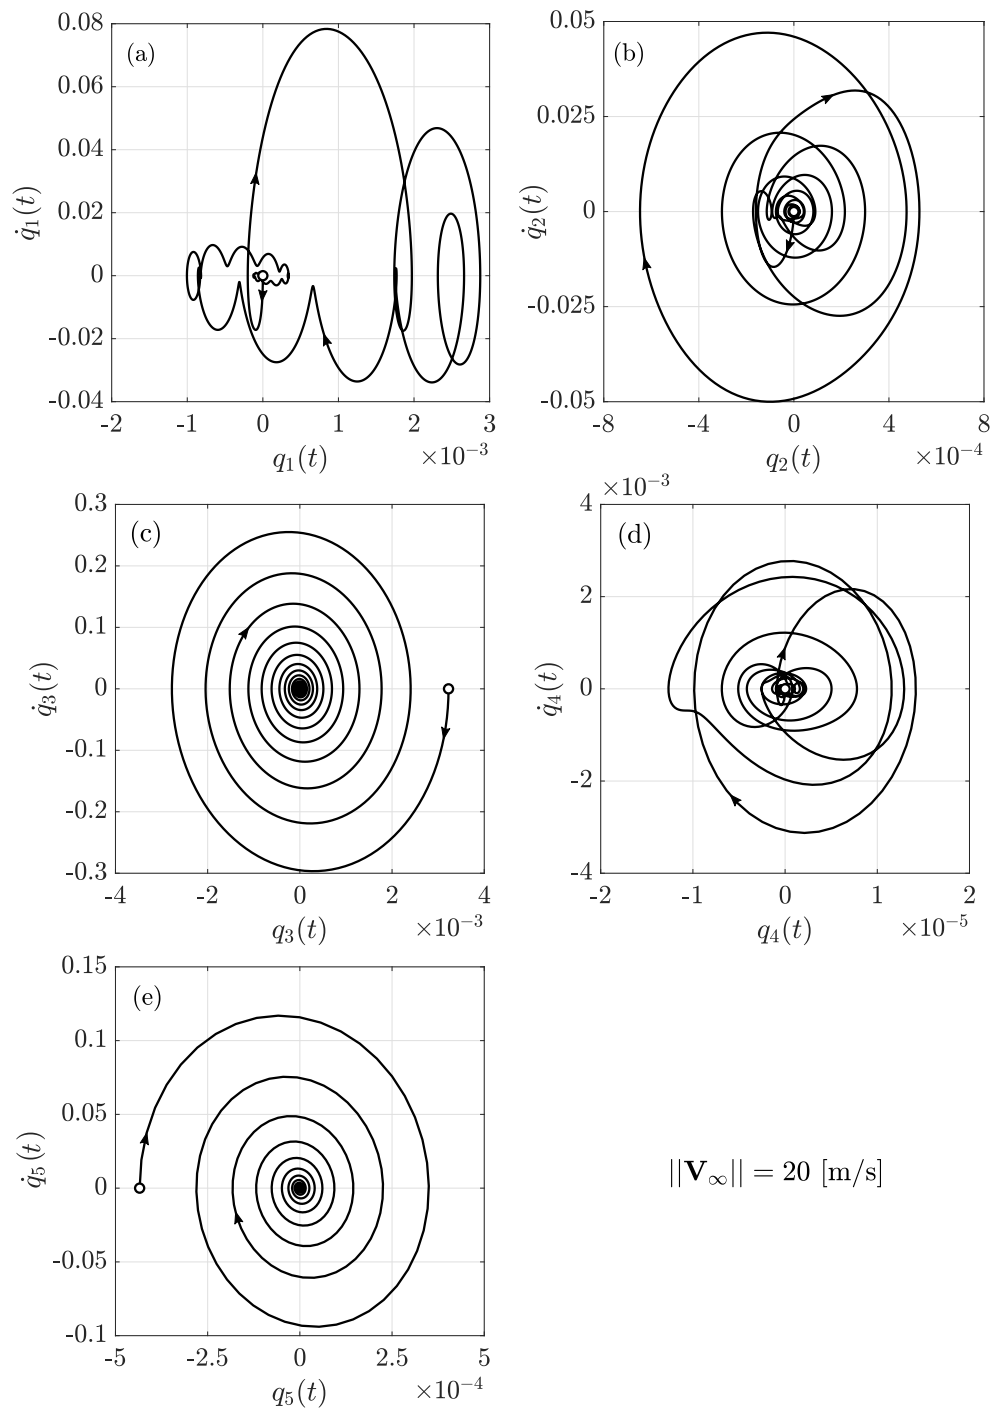 (a)
0.08
0.06
0.04
0.02
0
-0.02
-0.04
q̇₁(t)
-2 -1 0 1 2 3
q₁(t) ×10⁻³
(b)
0.05
0.025
0
-0.025
-0.05
q̇₂(t)
-8 -4 0 4 8
q₂(t) ×10⁻⁴
(c)
0.3
0.2
0.1
0
-0.1
-0.2
-0.3
q̇₃(t)
-4 -2 0 2 4
q₃(t) ×10⁻³
×10⁻³
(d)
4
2
0
-2
-4
q̇₄(t)
-2 -1 0 1 2
q₄(t) ×10⁻⁵
(e)
0.15
0.1
0.05
0
-0.05
-0.1
q̇₅(t)
-5 -2.5 0 2.5 5
q₅(t) ×10⁻⁴
||V∞|| = 20 [m/s]